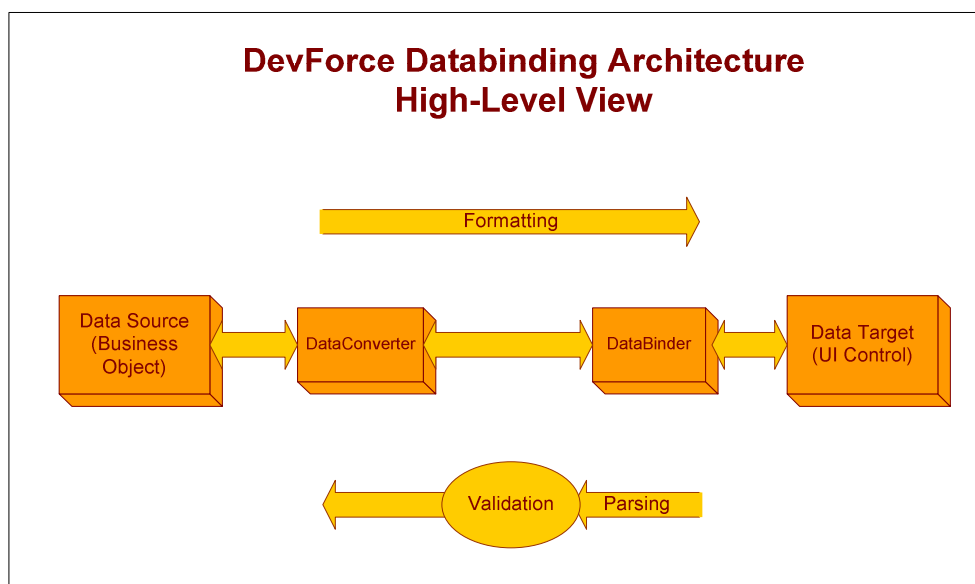 DevForce Databinding Architecture
High-Level View
Formatting
Data Source
(Business
Object)
DataConverter
DataBinder
Data Target
(UI Control)
Validation
Parsing